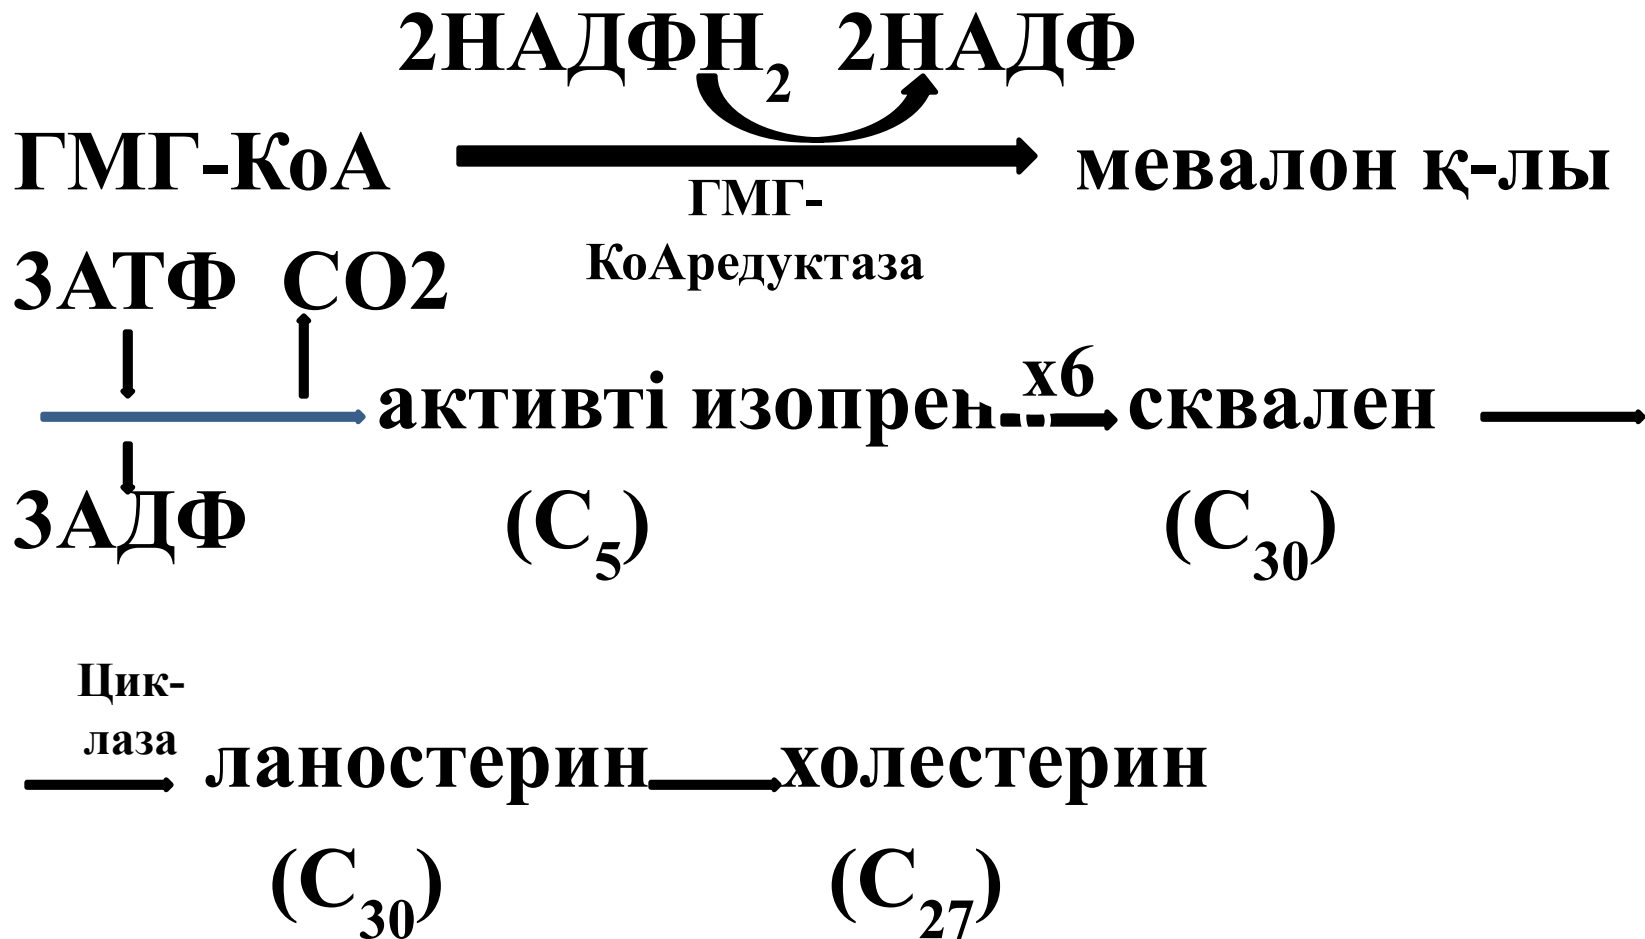 2НАДФН₂ 2НАДФ
ГМГ-КоА мевалон қ-лы
ГМГ-
КоАредуктаза
3АТФ СО2
х6
активті изопрен сквален
3АДФ (С₅) (С₃₀)
Цик-
лаза
ланостерин холестерин
(С₃₀) (С₂₇)